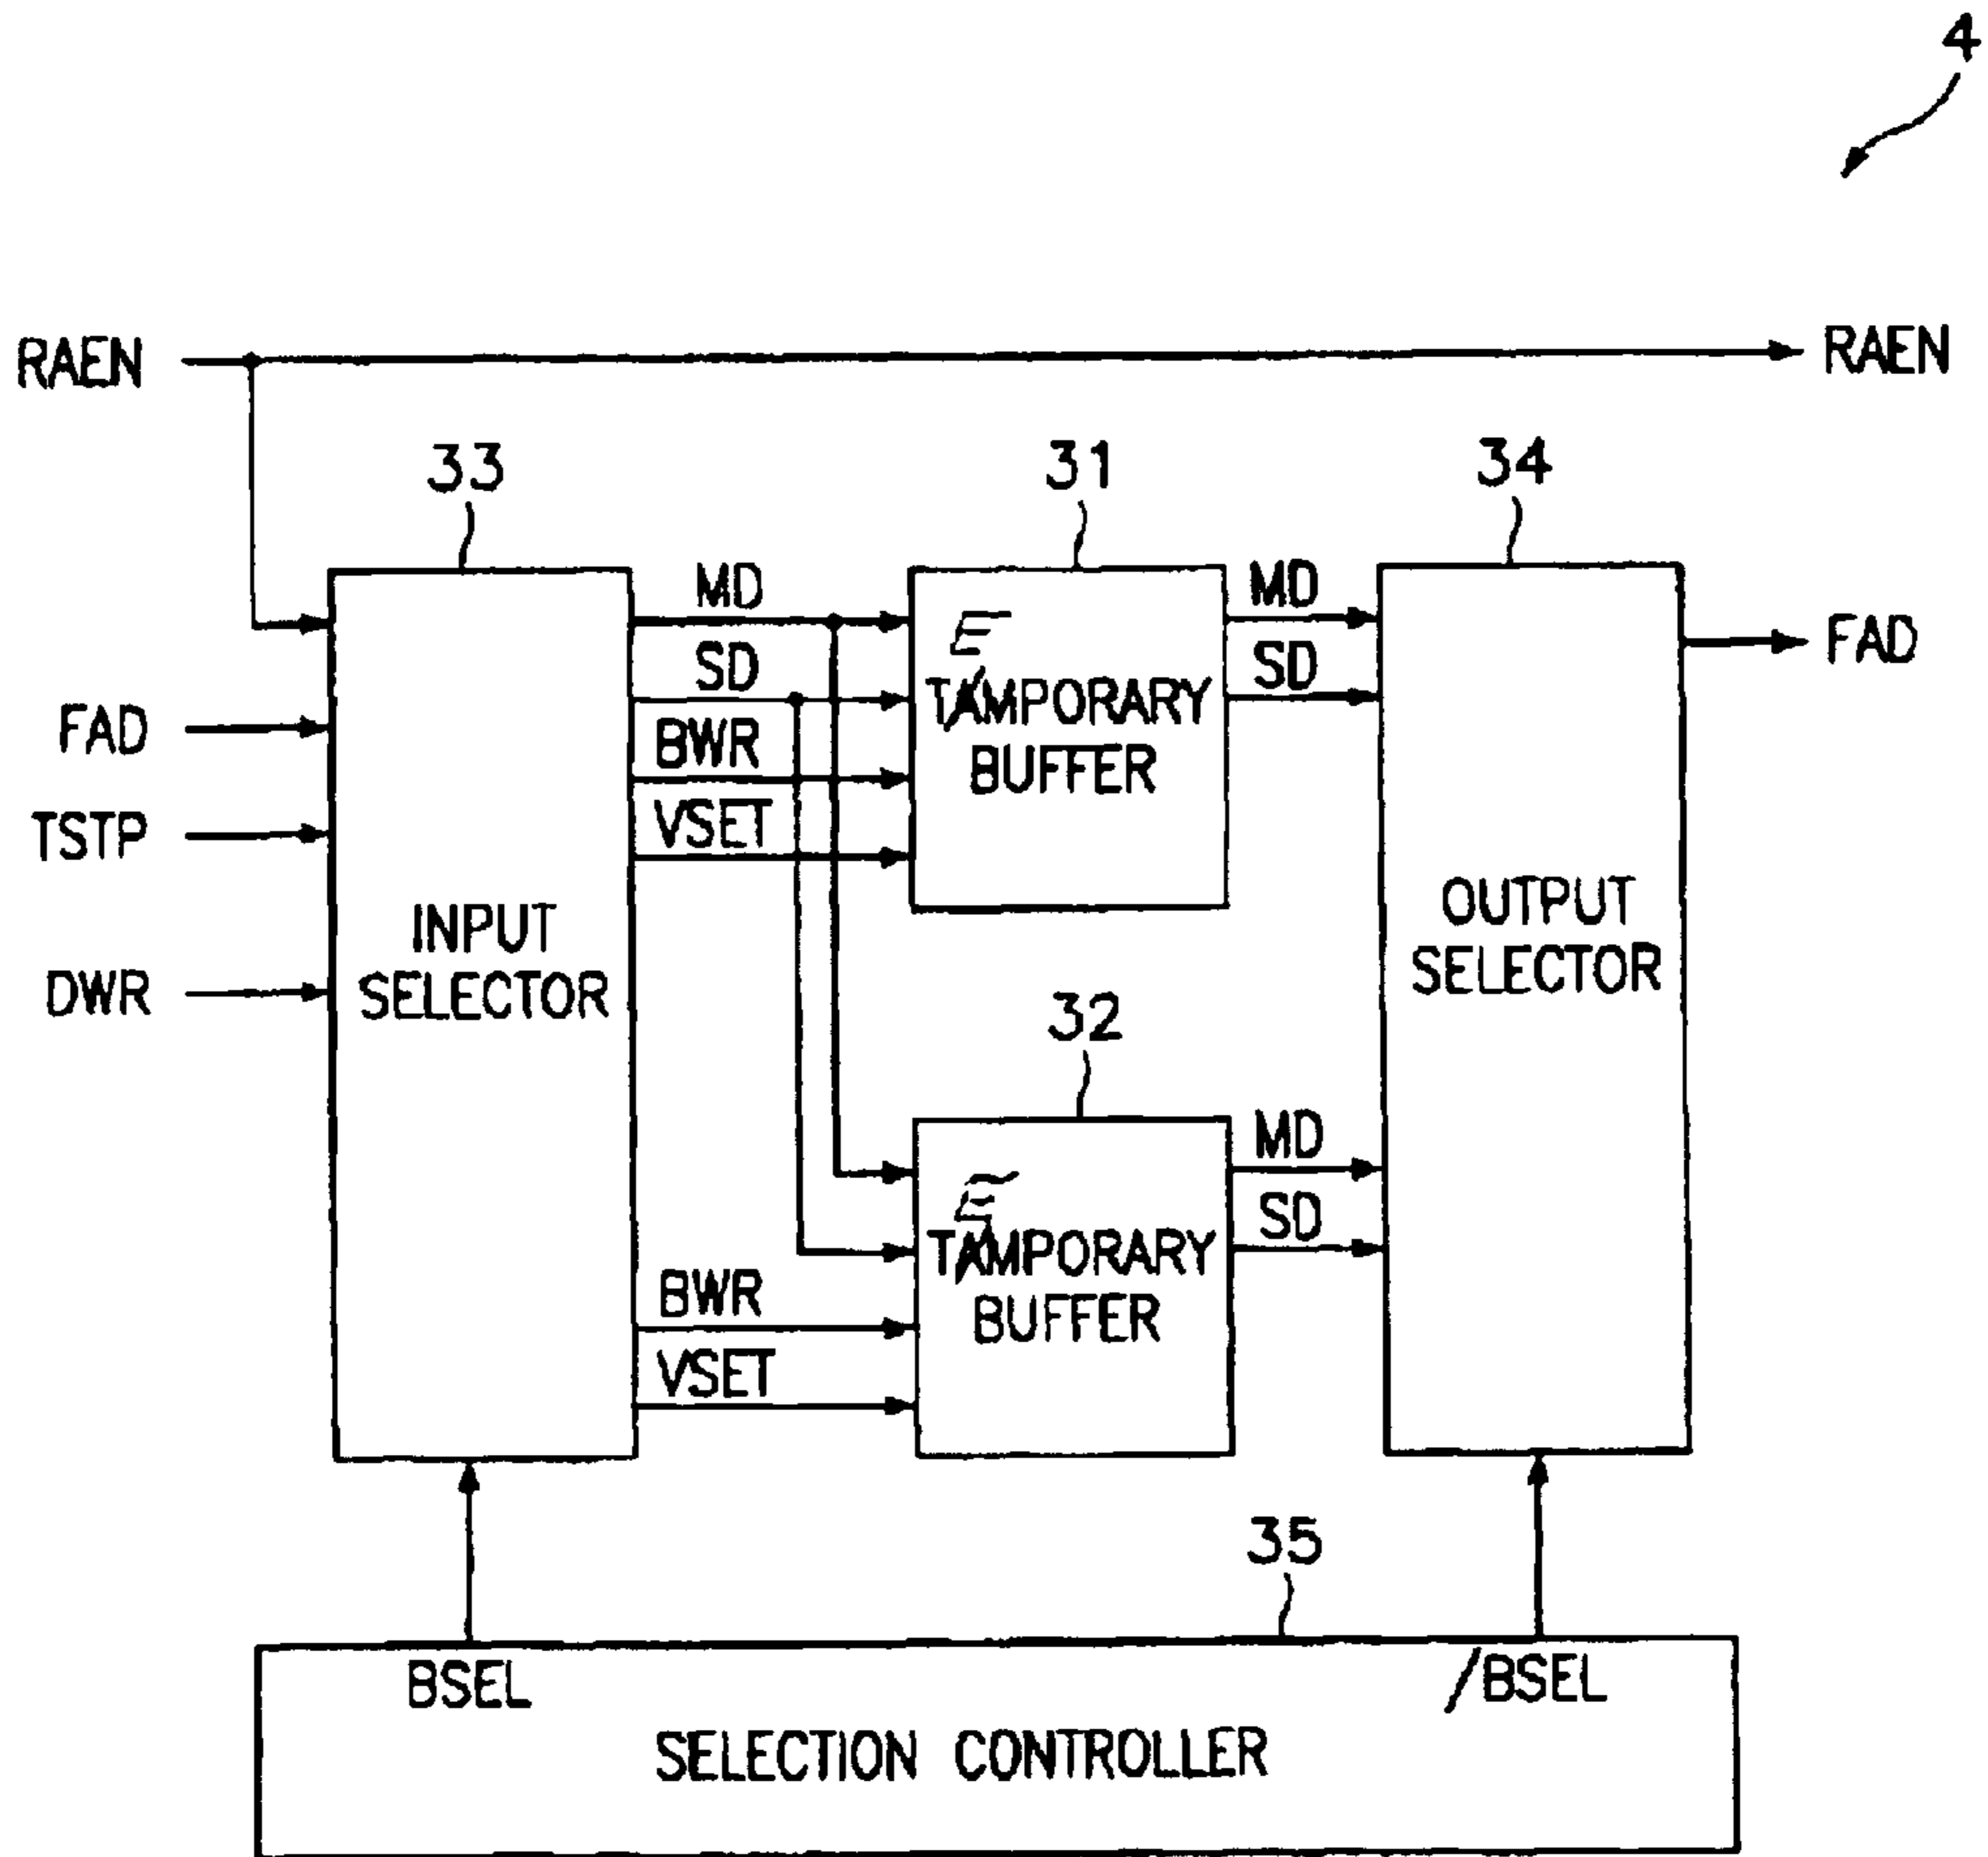 4
RAEN
RAEN
33
31
34
MD
MD
SD
SD
FAD
FAD
E
TAMPORARY
BUFFER
BWR
VSET
TSTP
DWR
INPUT
SELECTOR
OUTPUT
SELECTOR
32
MD
SD
E
TAMPORARY
BUFFER
BWR
VSET
35
BSEL
/BSEL
SELECTION CONTROLLER